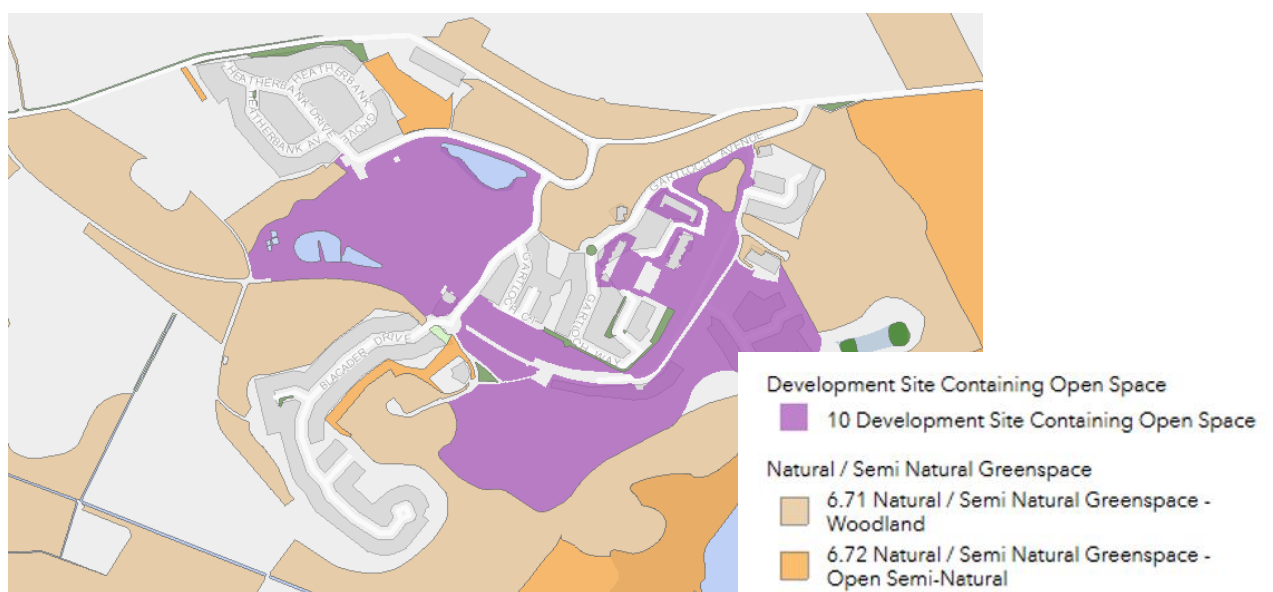 HEATHERBANK
HEATHERBANK
DRIVE
HEATHERBANK AV
GROVE
GARTLOCH AVENUE
GARTLOCH
GARTLOCH WAY
BLACADER DRIVE
Development Site Containing Open Space
10 Development Site Containing Open Space
Natural / Semi Natural Greenspace
6.71 Natural / Semi Natural Greenspace -
Woodland
6.72 Natural / Semi Natural Greenspace -
Open Semi-Natural